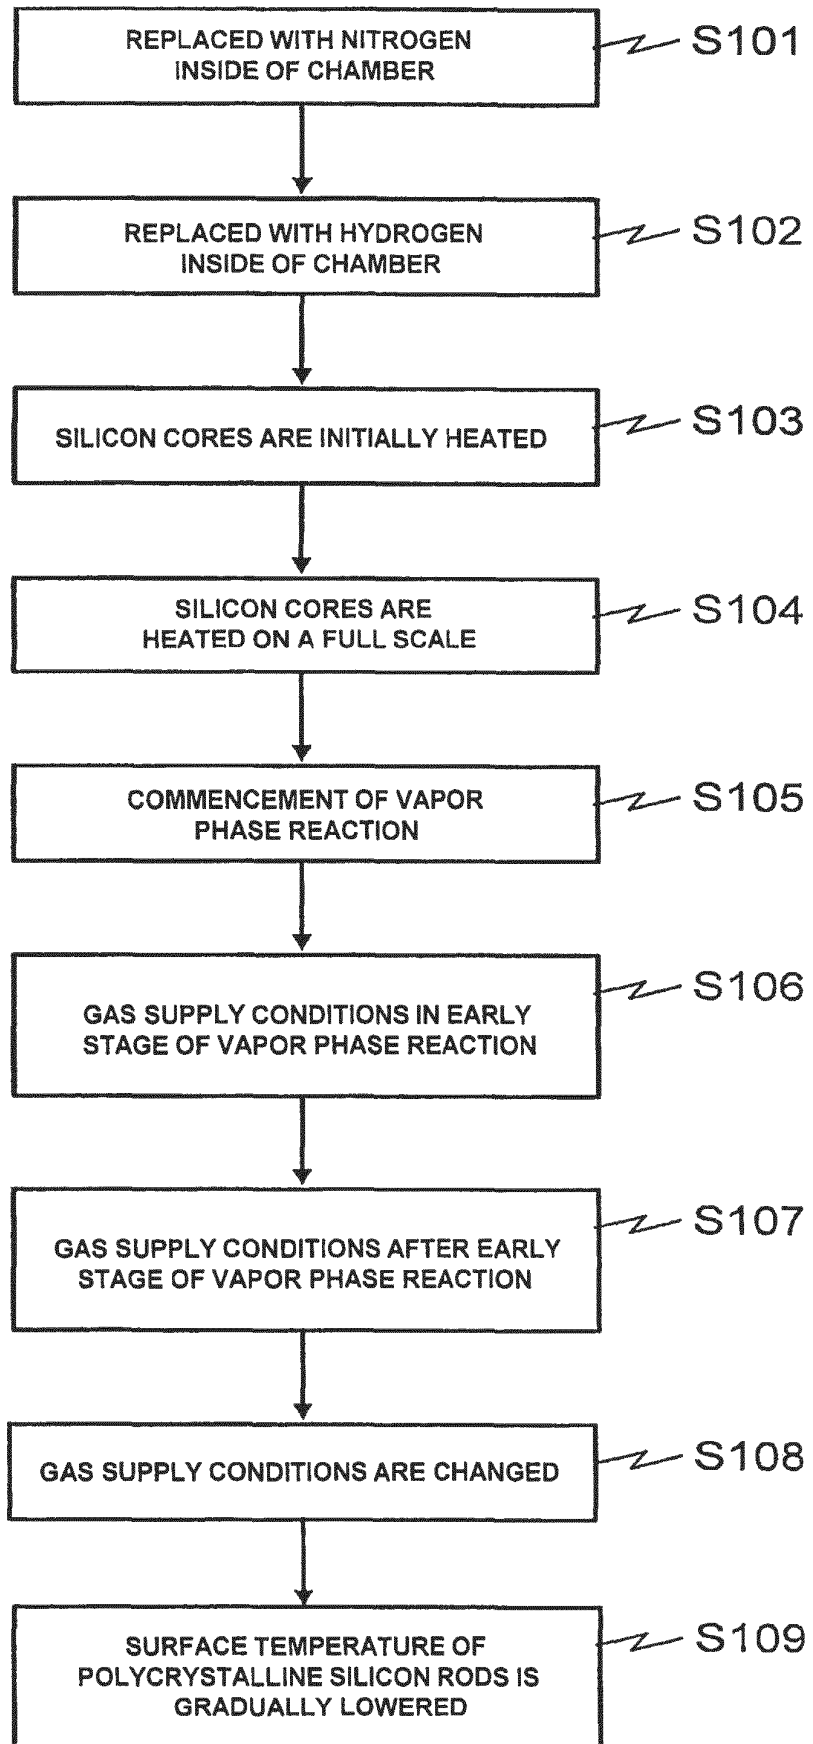 REPLACED WITH NITROGEN
INSIDE OF CHAMBER
S101
REPLACED WITH HYDROGEN
INSIDE OF CHAMBER
S102
SILICON CORES ARE INITIALLY HEATED
S103
SILICON CORES ARE
HEATED ON A FULL SCALE
S104
COMMENCEMENT OF VAPOR
PHASE REACTION
S105
GAS SUPPLY CONDITIONS IN EARLY
STAGE OF VAPOR PHASE REACTION
S106
GAS SUPPLY CONDITIONS AFTER EARLY
STAGE OF VAPOR PHASE REACTION
S107
GAS SUPPLY CONDITIONS ARE CHANGED
S108
SURFACE TEMPERATURE OF
POLYCRYSTALLINE SILICON RODS IS
GRADUALLY LOWERED
S109